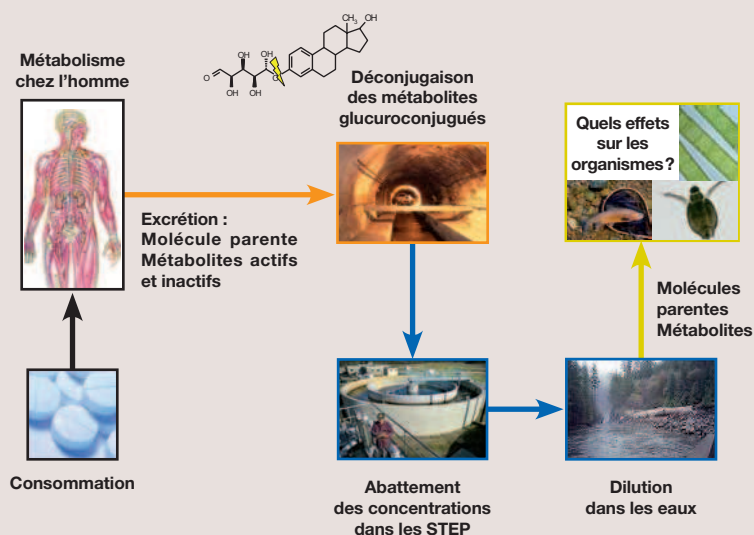 Métabolisme
chez l'homme
CH₃
OH
OH
OH
O
O
OH
OH
Déconjugaison
des métabolites
glucuroconjugués
Quels effets
sur les
organismes ?
Excrétion :
Molécule parente
Métabolites actifs
et inactifs
Molécules
parentes
Métabolites
Consommation
Abattement
des concentrations
dans les STEP
Dilution
dans les eaux